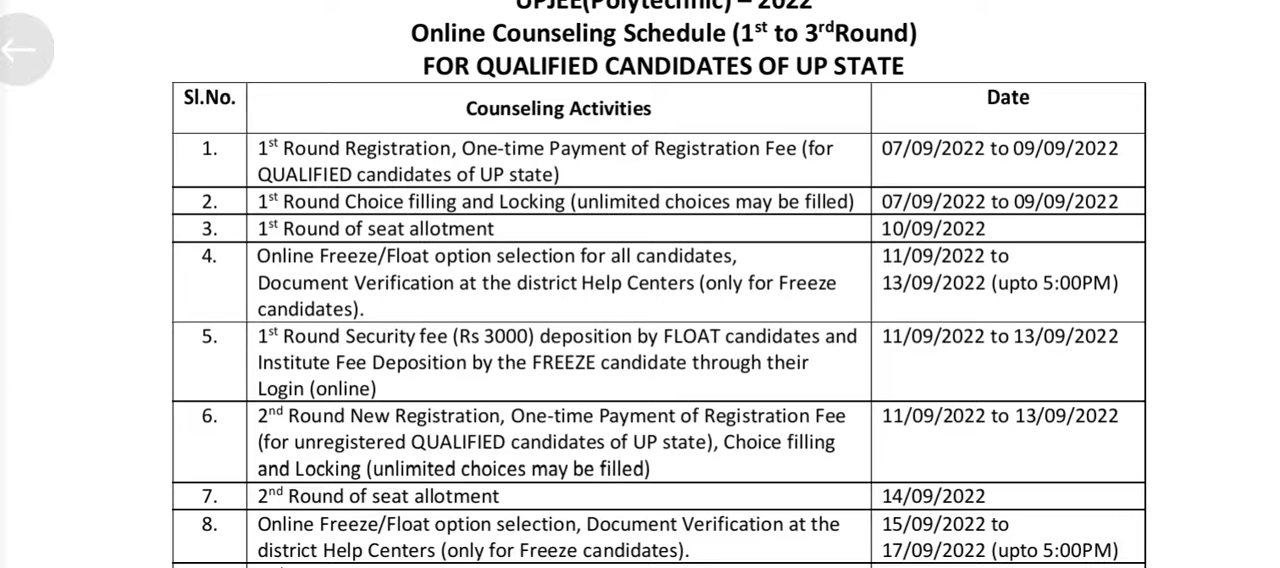 UPJEE(Polytechnic) – 2022
Online Counseling Schedule (1st to 3rdRound)
FOR QUALIFIED CANDIDATES OF UP STATE
Sl.No.
Counseling Activities
Date
1.
1st Round Registration, One-time Payment of Registration Fee (for
QUALIFIED candidates of UP state)
07/09/2022 to 09/09/2022
2.
1st Round Choice filling and Locking (unlimited choices may be filled)
07/09/2022 to 09/09/2022
3.
1st Round of seat allotment
10/09/2022
4.
Online Freeze/Float option selection for all candidates,
Document Verification at the district Help Centers (only for Freeze
candidates).
11/09/2022 to
13/09/2022 (upto 5:00PM)
5.
1st Round Security fee (Rs 3000) deposition by FLOAT candidates and
Institute Fee Deposition by the FREEZE candidate through their
Login (online)
11/09/2022 to 13/09/2022
6.
2nd Round New Registration, One-time Payment of Registration Fee
(for unregistered QUALIFIED candidates of UP state), Choice filling
and Locking (unlimited choices may be filled)
11/09/2022 to 13/09/2022
7.
2nd Round of seat allotment
14/09/2022
8.
Online Freeze/Float option selection, Document Verification at the
district Help Centers (only for Freeze candidates).
15/09/2022 to
17/09/2022 (upto 5:00PM)